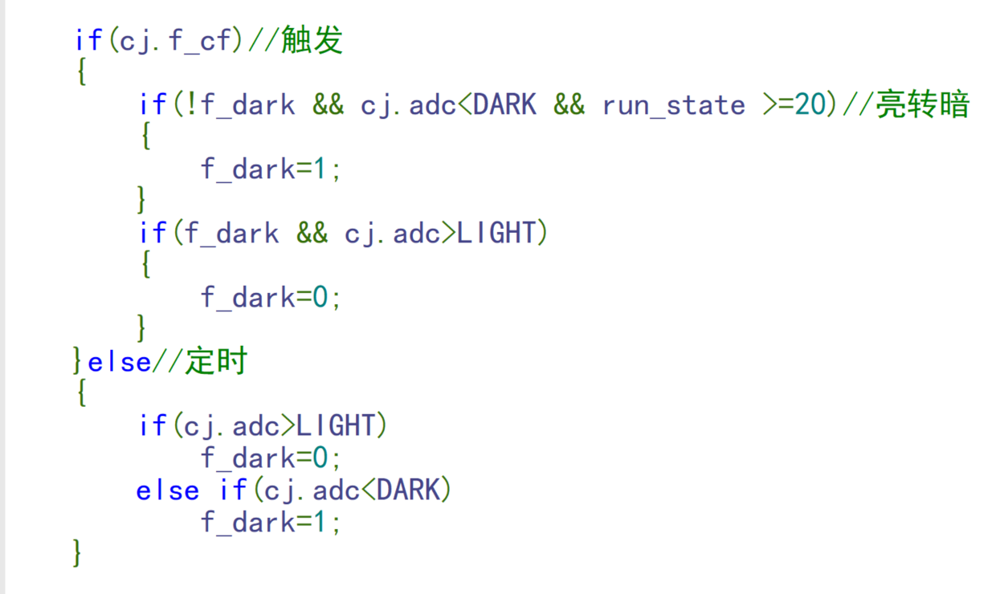 if(cj.f_cf)//触发
{
if(!f_dark && cj.adc<DARK && run_state >=20)//亮转暗
{
f_dark=1;
}
if(f_dark && cj.adc>LIGHT)
{
f_dark=0;
}
}else//定时
{
if(cj.adc>LIGHT)
f_dark=0;
else if(cj.adc<DARK)
f_dark=1;
}